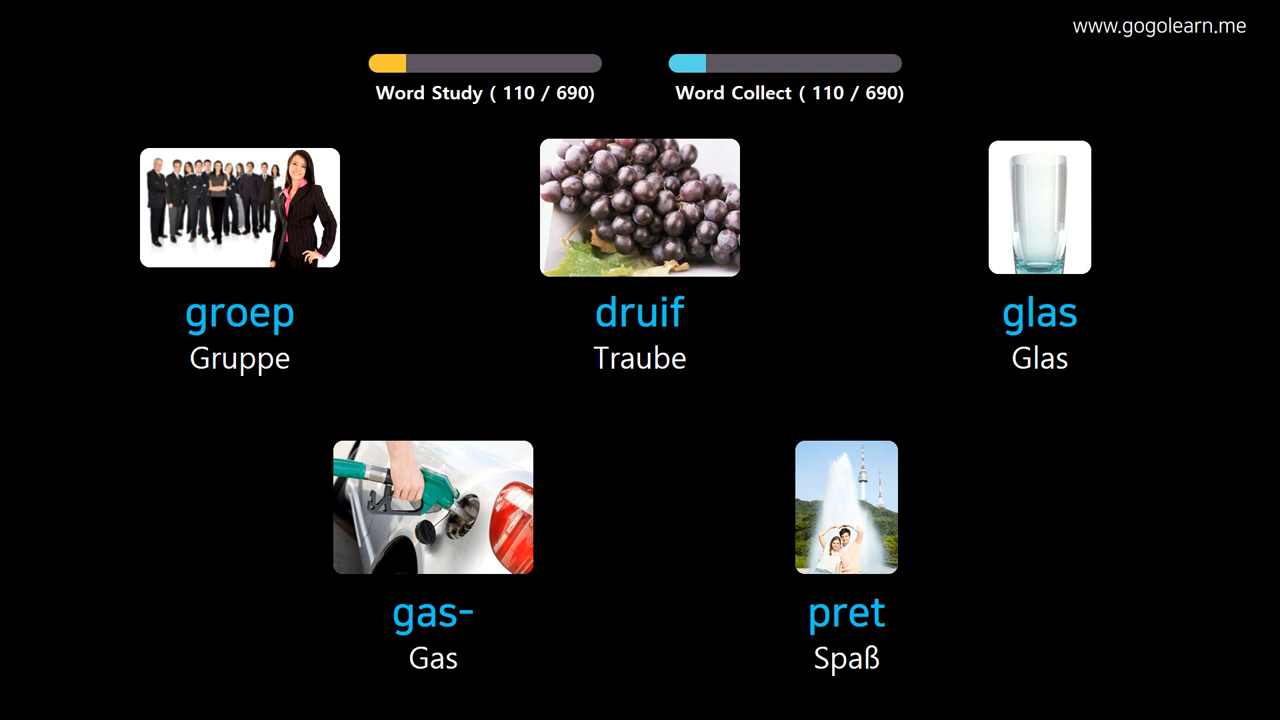 www.gogolearn.me
Word Study ( 110 / 690)
Word Collect ( 110 / 690)
groep
Gruppe
druif
Traube
glas
Glas
gas-
Gas
pret
Spaß